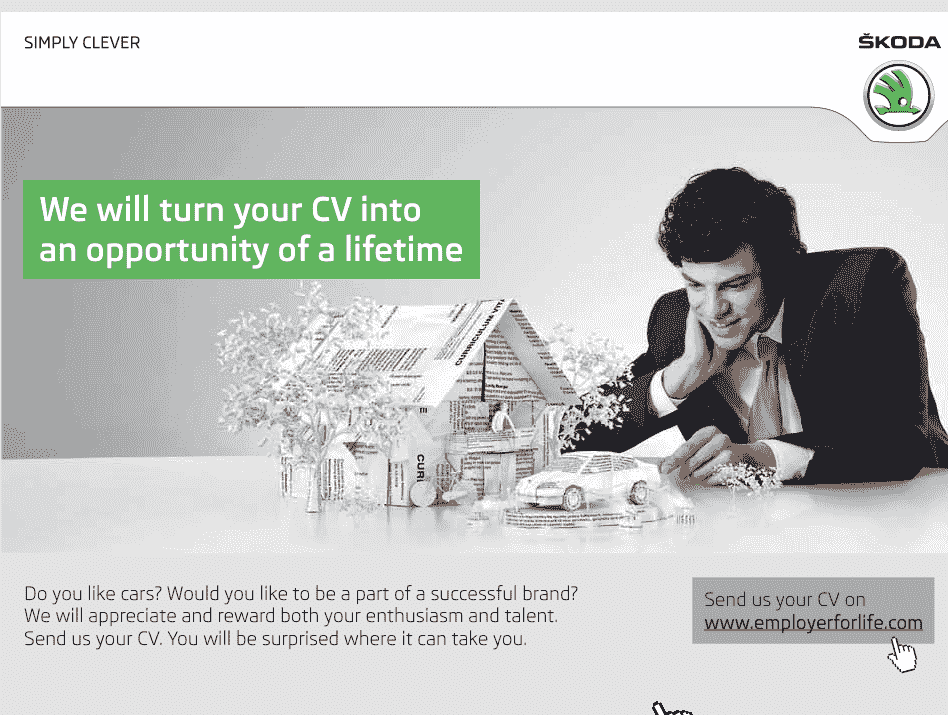 SIMPLY CLEVER
ŠKODA
We will turn your CV into
an opportunity of a lifetime
CURRICULUM VITAE
CURR
Do you like cars? Would you like to be a part of a successful brand?
We will appreciate and reward both your enthusiasm and talent.
Send us your CV. You will be surprised where it can take you.
Send us your CV on
www.employerforlife.com